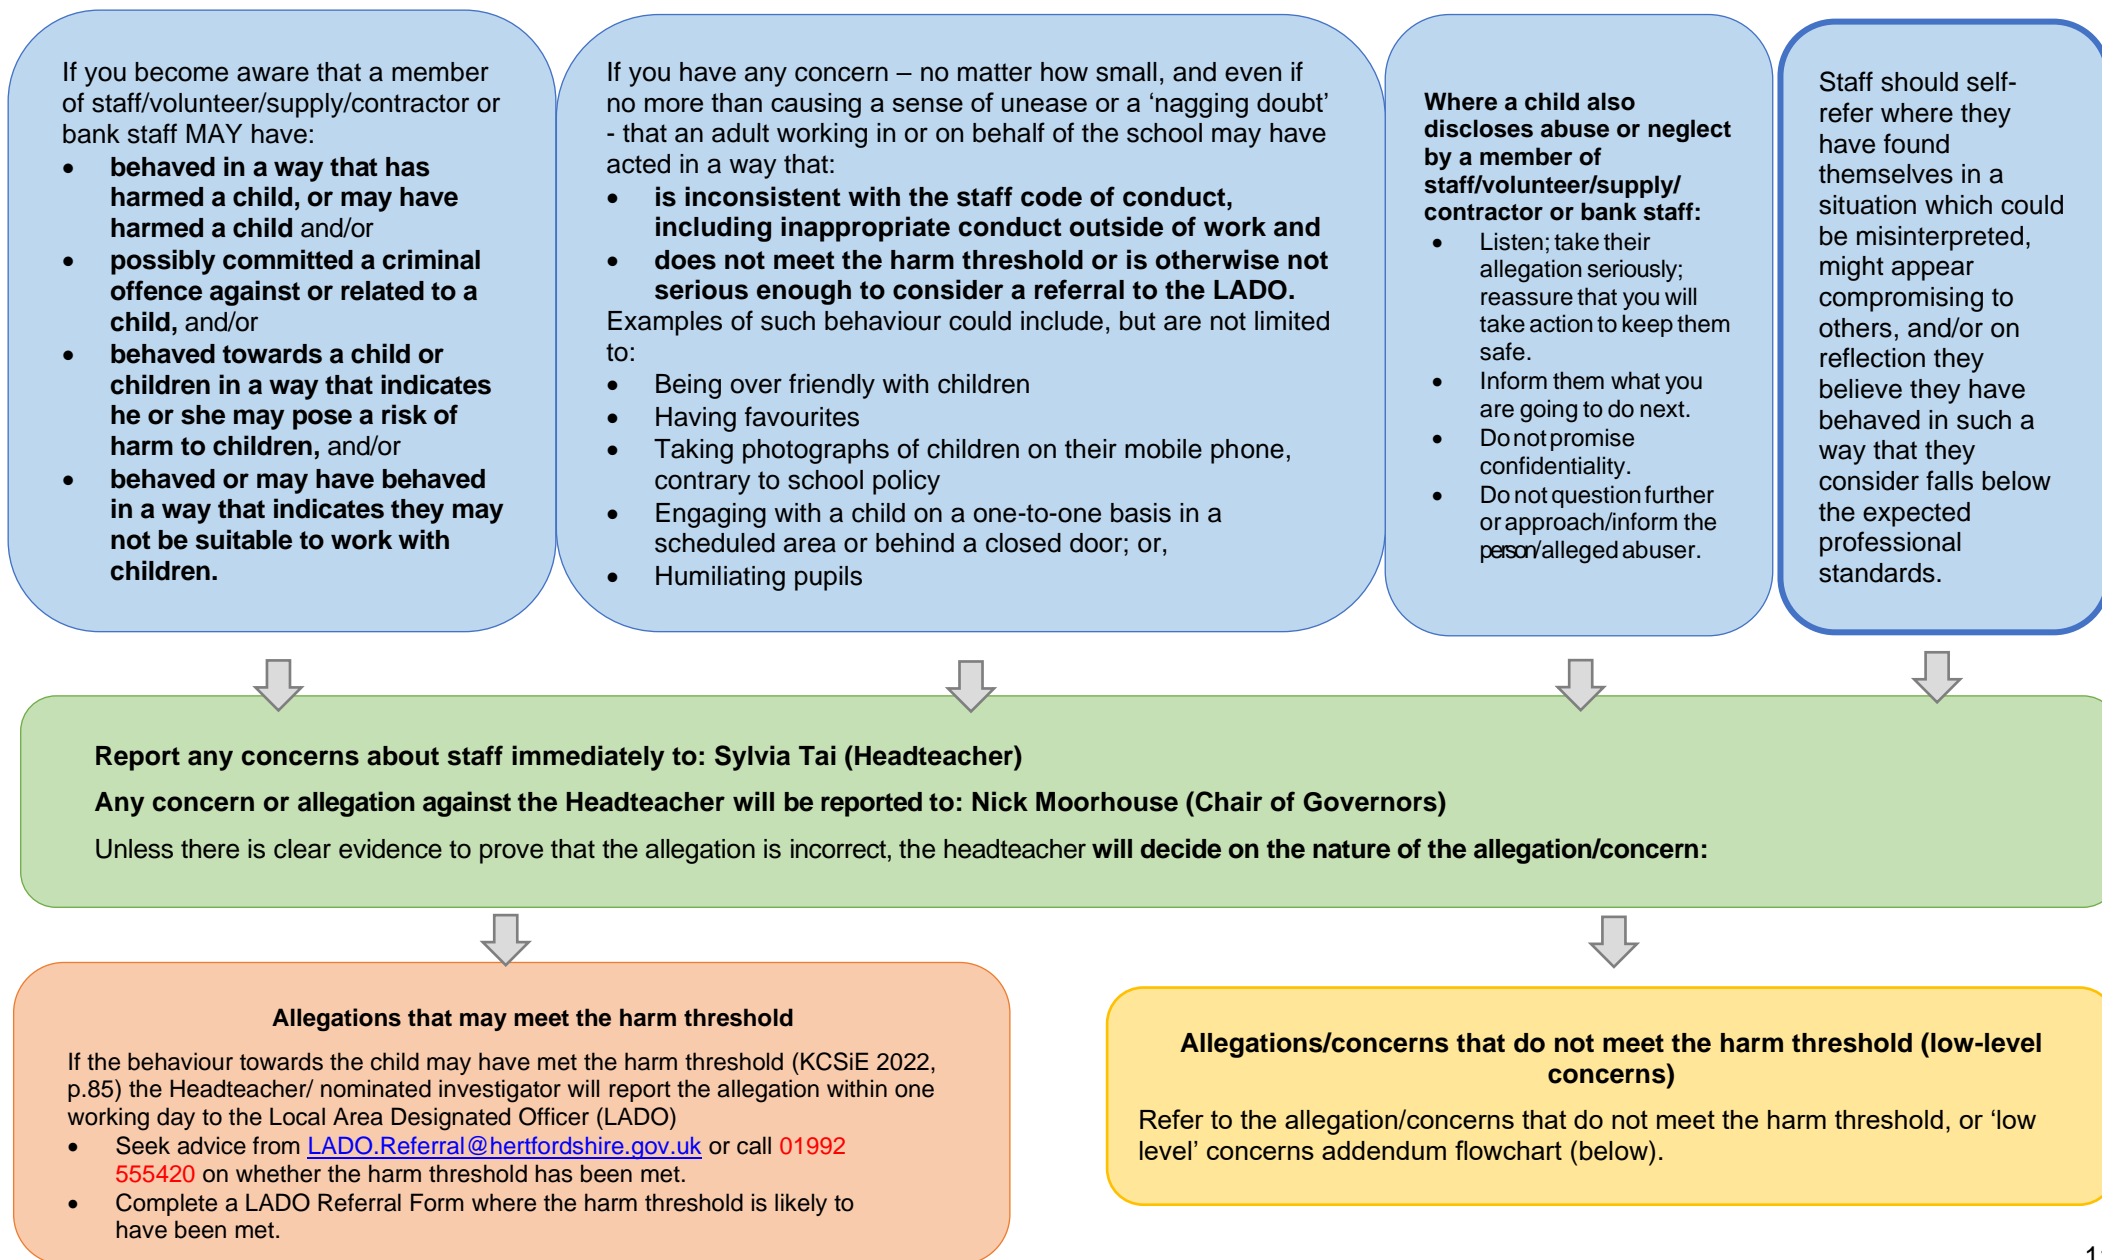 If you become aware that a member
of staff/volunteer/supply/contractor or
bank staff MAY have:
• behaved in a way that has
harmed a child, or may have
harmed a child and/or
• possibly committed a criminal
offence against or related to a
child, and/or
• behaved towards a child or
children in a way that indicates
he or she may pose a risk of
harm to children, and/or
• behaved or may have behaved
in a way that indicates they may
not be suitable to work with
children.
If you have any concern – no matter how small, and even if
no more than causing a sense of unease or a ‘nagging doubt’
- that an adult working in or on behalf of the school may have
acted in a way that:
• is inconsistent with the staff code of conduct,
including inappropriate conduct outside of work and
• does not meet the harm threshold or is otherwise not
serious enough to consider a referral to the LADO.
Examples of such behaviour could include, but are not limited
to:
• Being over friendly with children
• Having favourites
• Taking photographs of children on their mobile phone,
contrary to school policy
• Engaging with a child on a one-to-one basis in a
scheduled area or behind a closed door; or,
• Humiliating pupils
Where a child also
discloses abuse or neglect
by a member of
staff/volunteer/supply/
contractor or bank staff:
• Listen; take their
allegation seriously;
reassure that you will
take action to keep them
safe.
• Inform them what you
are going to do next.
• Do not promise
confidentiality.
• Do not question further
or approach/inform the
person/alleged abuser.
Staff should self-
refer where they
have found
themselves in a
situation which could
be misinterpreted,
might appear
compromising to
others, and/or on
reflection they
believe they have
behaved in such a
way that they
consider falls below
the expected
professional
standards.
Report any concerns about staff immediately to: Sylvia Tai (Headteacher)
Any concern or allegation against the Headteacher will be reported to: Nick Moorhouse (Chair of Governors)
Unless there is clear evidence to prove that the allegation is incorrect, the headteacher will decide on the nature of the allegation/concern:
Allegations that may meet the harm threshold
If the behaviour towards the child may have met the harm threshold (KCSiE 2022,
p.85) the Headteacher/ nominated investigator will report the allegation within one
working day to the Local Area Designated Officer (LADO)
• Seek advice from LADO.Referral@hertfordshire.gov.uk or call 01992
555420 on whether the harm threshold has been met.
• Complete a LADO Referral Form where the harm threshold is likely to
have been met.
Allegations/concerns that do not meet the harm threshold (low-level
concerns)
Refer to the allegation/concerns that do not meet the harm threshold, or ‘low
level’ concerns addendum flowchart (below).